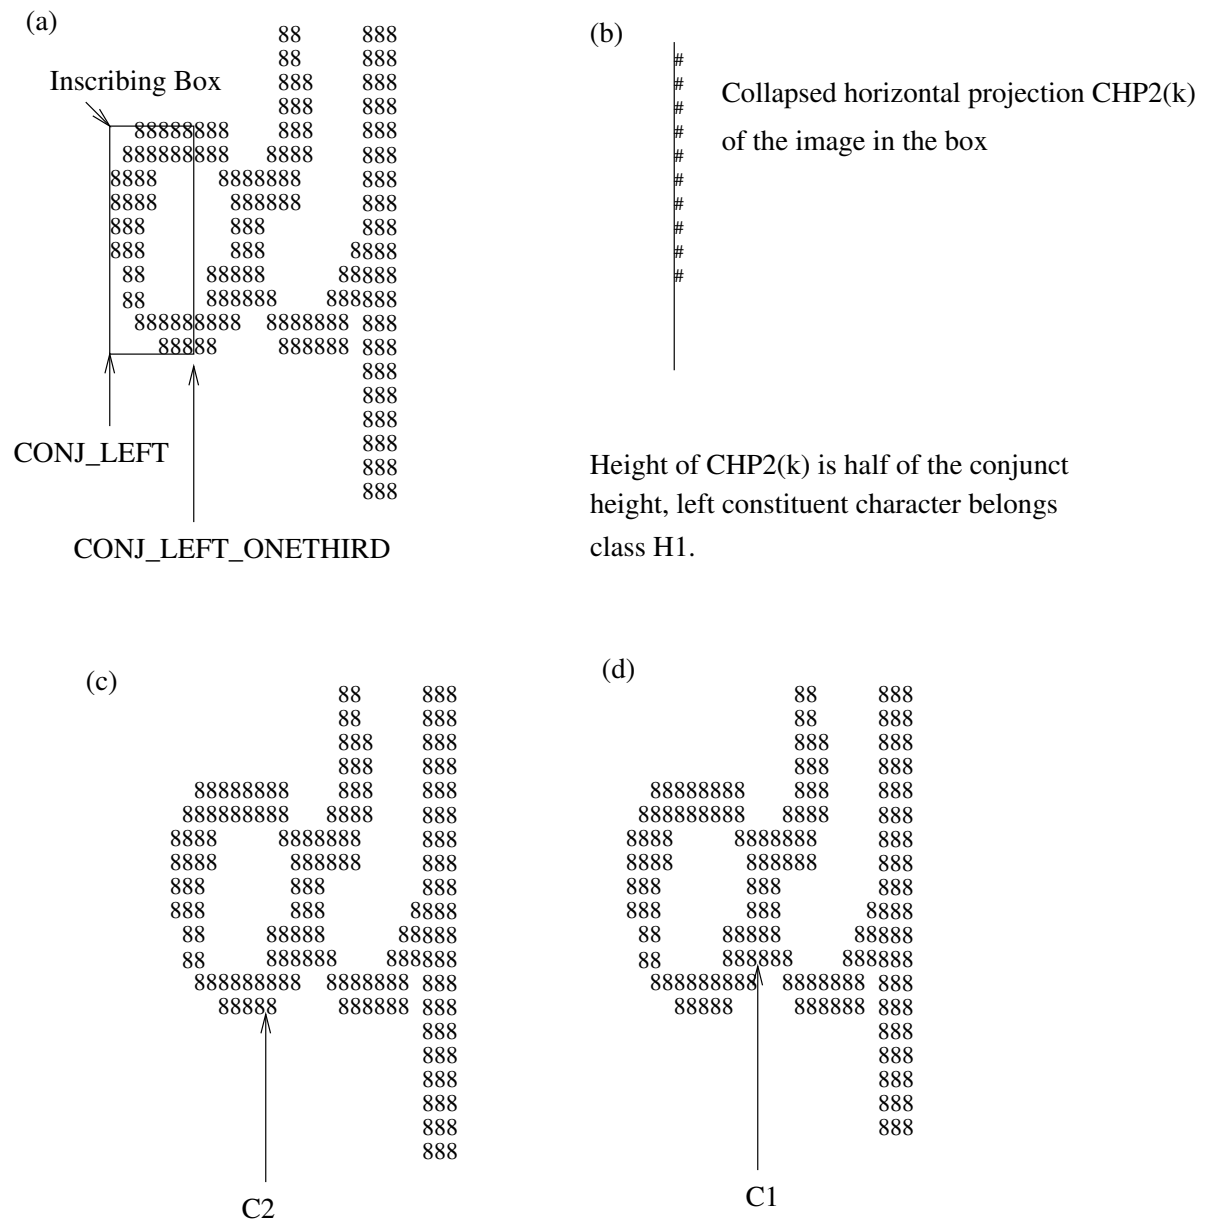 (a)
Inscribing Box
CONJ_LEFT
CONJ_LEFT_ONETHIRD
(b)
Collapsed horizontal projection CHP2(k)
of the image in the box
Height of CHP2(k) is half of the conjunct
height, left constituent character belongs
class H1.
(c)
C2
(d)
C1